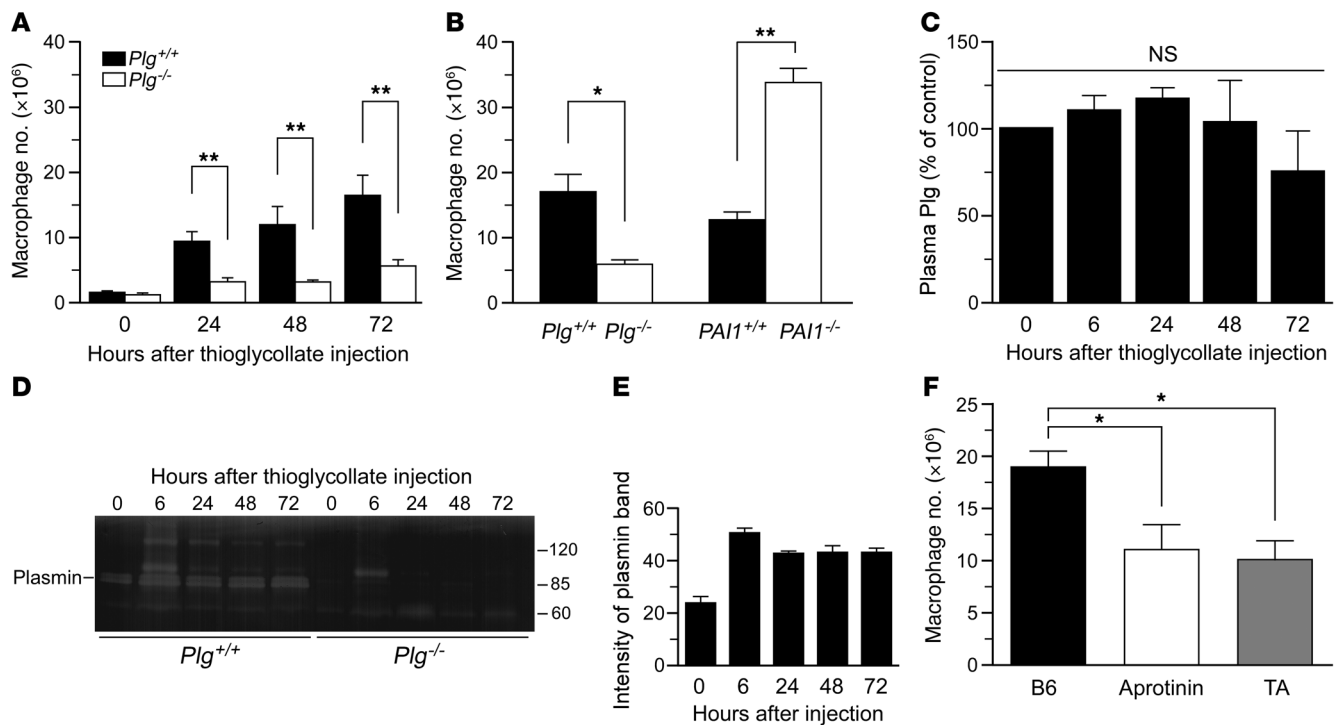 A
Macrophage no. (×10⁶)
40
30
20
10
0
Plg+/+
Plg-/-
**
**
**
0 24 48 72
Hours after thioglycollate injection
B
Macrophage no. (×10⁶)
40
30
20
10
0
*
**
Plg+/+ Plg-/- PAI1+/+ PAI1-/-
C
Plasma Plg (% of control)
150
100
50
0
NS
0 6 24 48 72
Hours after thioglycollate injection
D
Hours after thioglycollate injection
0 6 24 48 72 0 6 24 48 72
Plasmin–
–120
–85
–60
Plg+/+ Plg-/-
E
Intensity of plasmin band
60
40
20
0
0 6 24 48 72
Hours after injection
F
Macrophage no. (×10⁶)
25
20
15
10
5
0
*
*
B6 Aprotinin TA